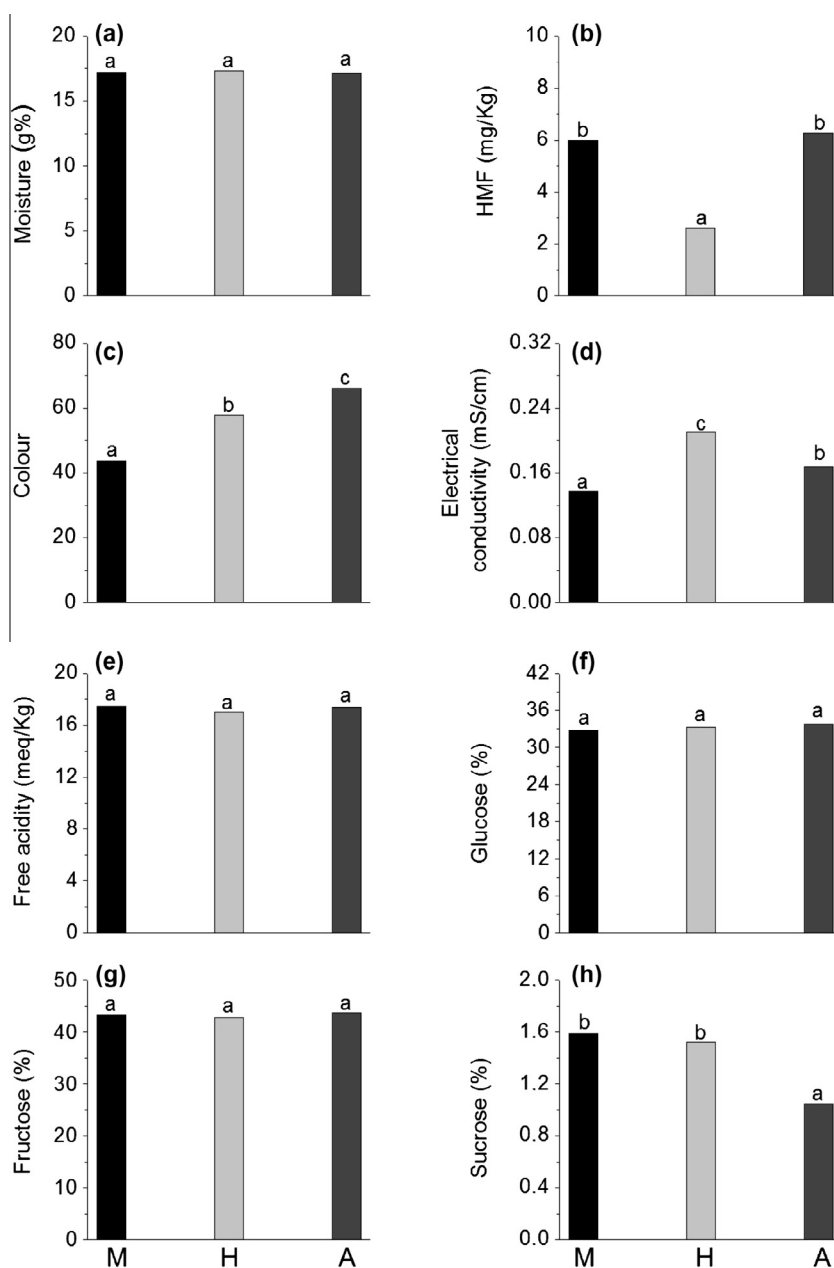 (a)
Moisture (g%)
20
15
10
5
0
a
a
a
(b)
HMF (mg/Kg)
10
8
6
4
2
0
b
a
b
(c)
Colour
80
60
40
20
0
a
b
c
(d)
Electrical
conductivity (mS/cm)
0.32
0.24
0.16
0.08
0.00
a
c
b
(e)
Free acidity (meq/Kg)
20
16
12
8
4
0
a
a
a
(f)
Glucose (%)
42
36
30
24
18
12
6
0
a
a
a
(g)
Fructose (%)
50
40
30
20
10
0
a
a
a
M
H
A
(h)
Sucrose (%)
2.0
1.6
1.2
0.8
0.4
0.0
b
b
a
M
H
A